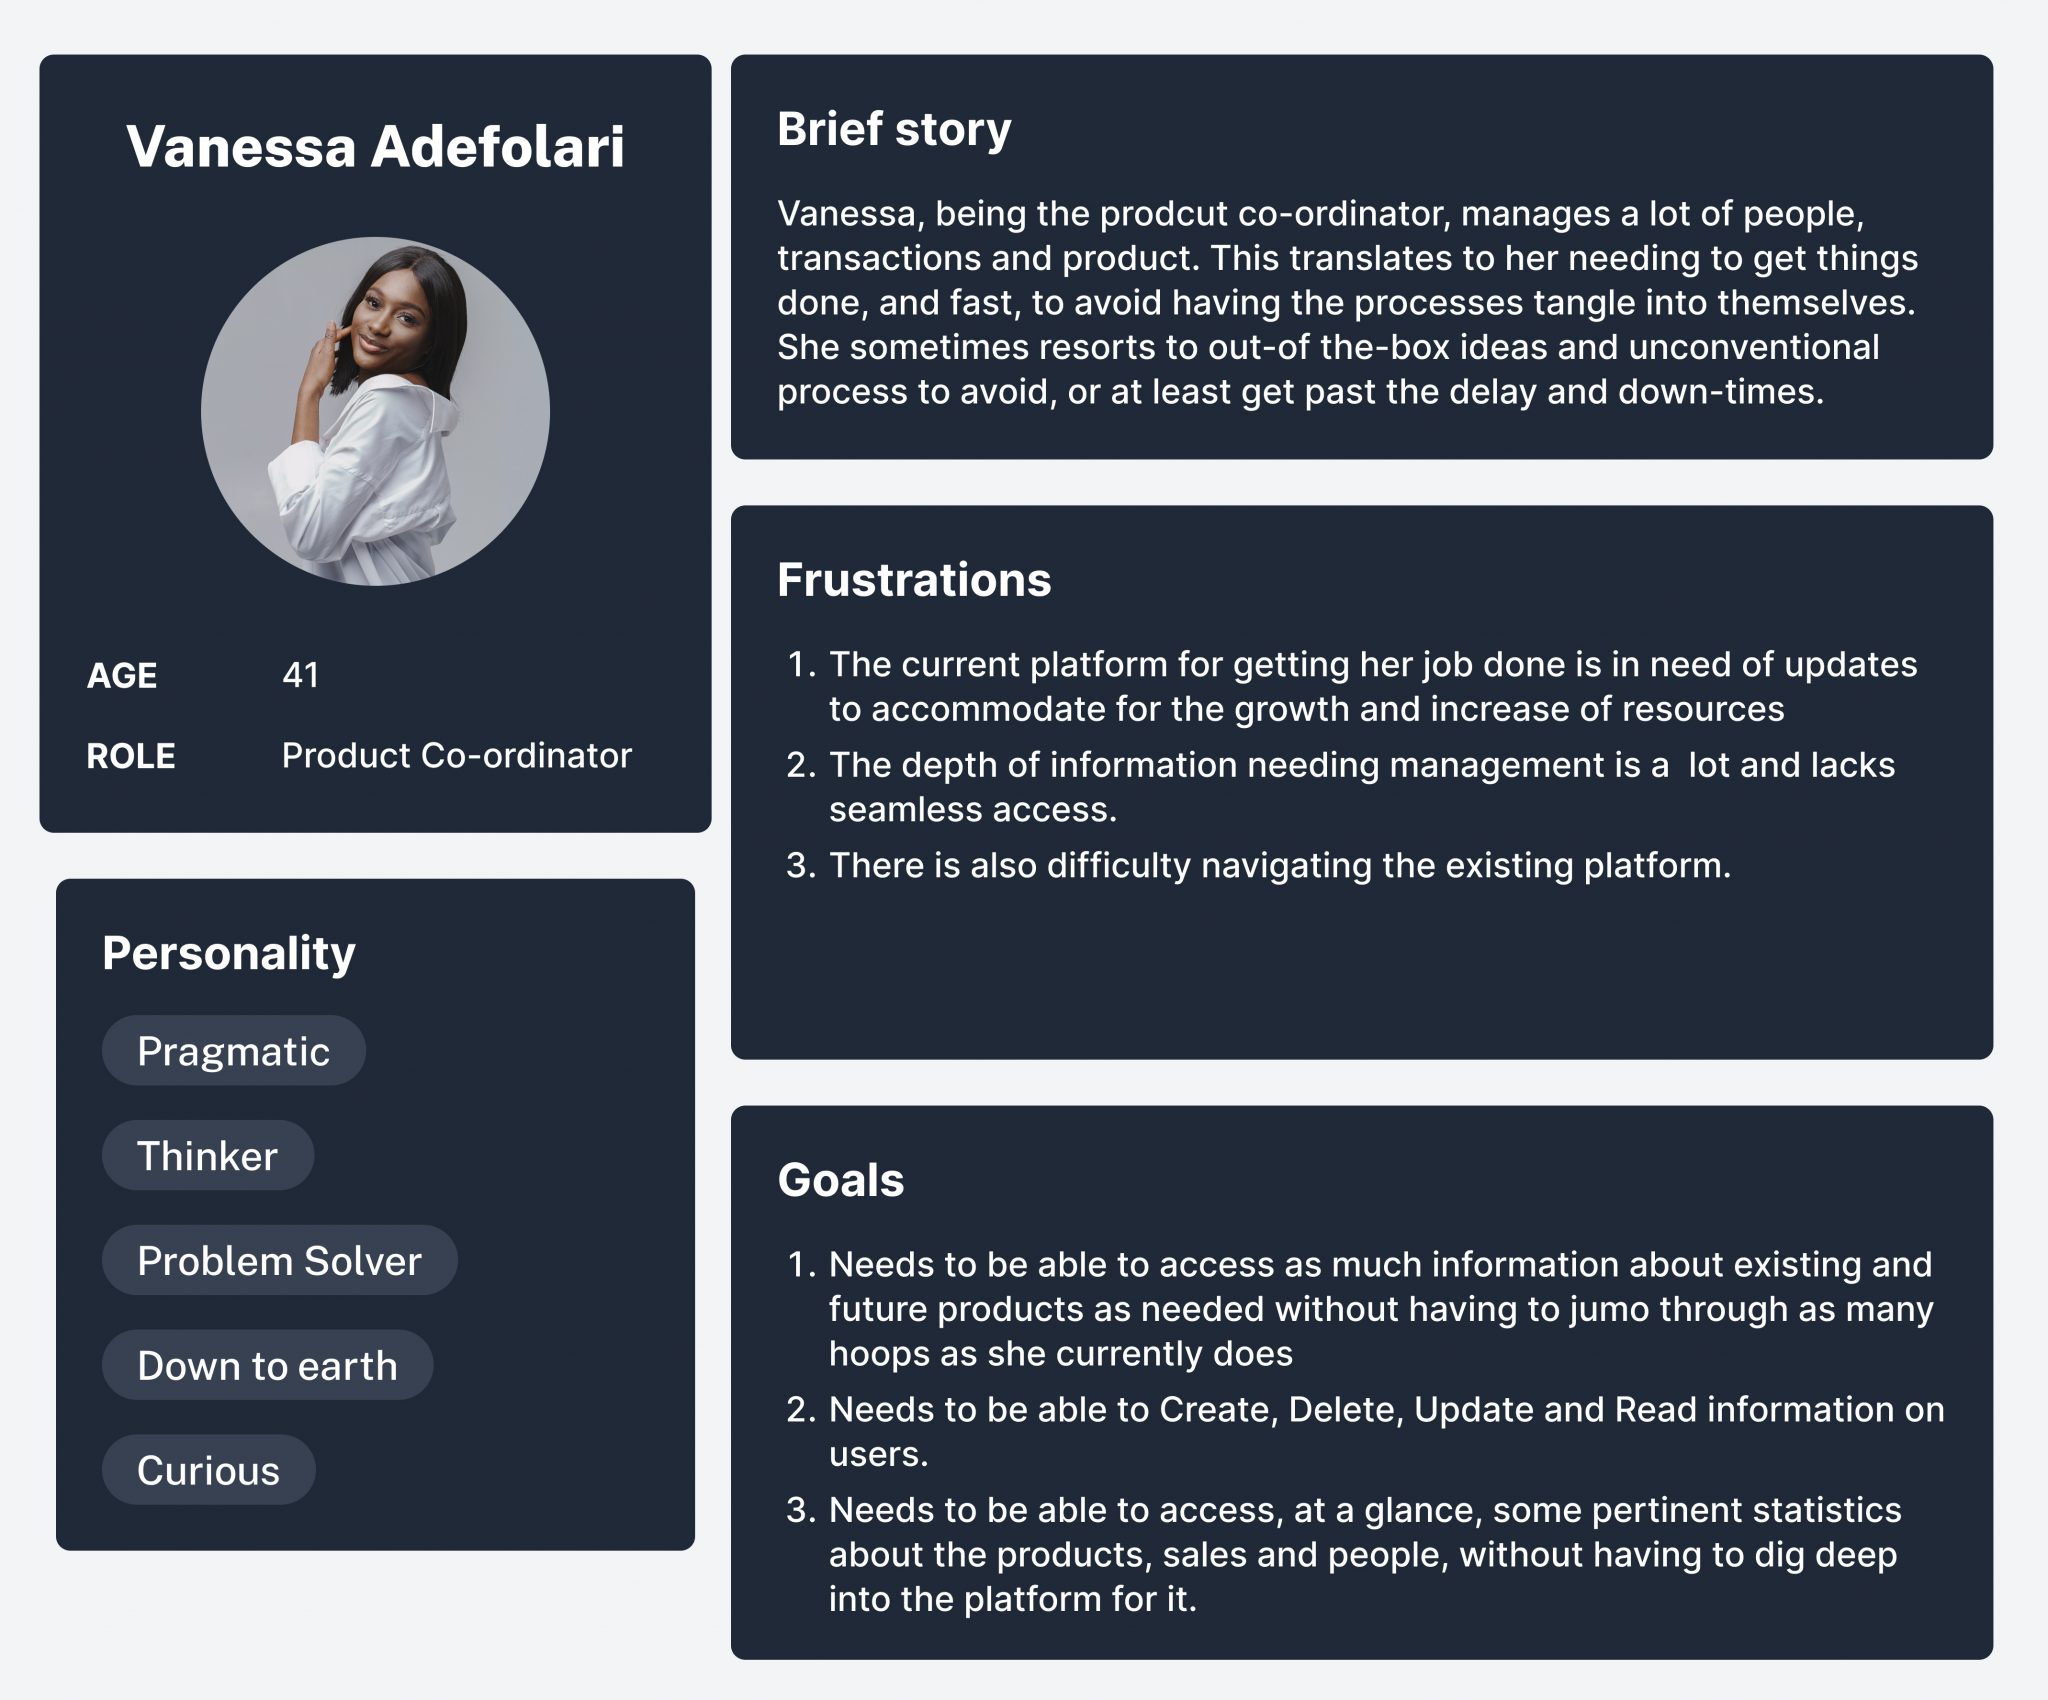 Vanessa Adefolari
AGE 41
ROLE Product Co-ordinator
Personality
Pragmatic
Thinker
Problem Solver
Down to earth
Curious
Brief story
Vanessa, being the prodcut co-ordinator, manages a lot of people,
transactions and product. This translates to her needing to get things
done, and fast, to avoid having the processes tangle into themselves.
She sometimes resorts to out-of the-box ideas and unconventional
process to avoid, or at least get past the delay and down-times.
Frustrations
1. The current platform for getting her job done is in need of updates
to accommodate for the growth and increase of resources
2. The depth of information needing management is a  lot and lacks
seamless access.
3. There is also difficulty navigating the existing platform.
Goals
1. Needs to be able to access as much information about existing and
future products as needed without having to jumo through as many
hoops as she currently does
2. Needs to be able to Create, Delete, Update and Read information on
users.
3. Needs to be able to access, at a glance, some pertinent statistics
about the products, sales and people, without having to dig deep
into the platform for it.